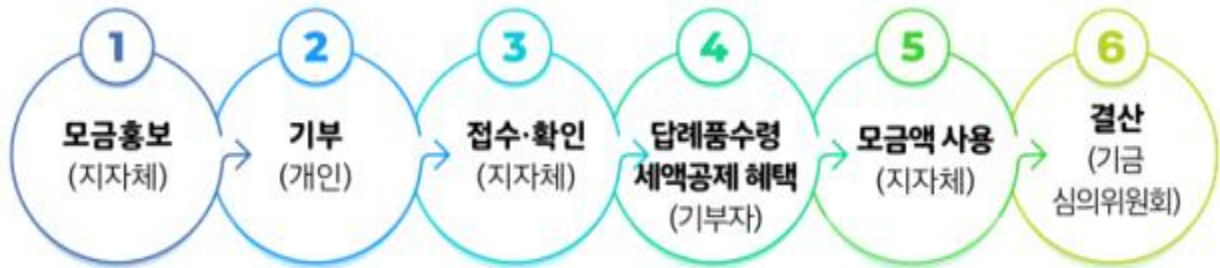 1
모금홍보
(지자체)
2
기부
(개인)
3
접수·확인
(지자체)
4
답례품수령
세액공제 혜택
(기부자)
5
모금액 사용
(지자체)
6
결산
(기금
심의위원회)